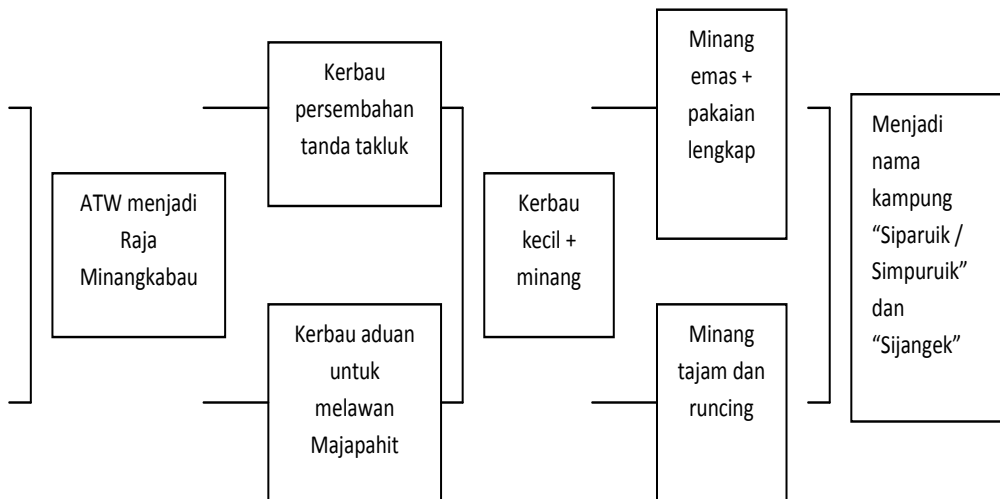 ATW menjadi
Raja
Minangkabau
Kerbau
persembahan
tanda takluk
Kerbau aduan
untuk
melawan
Majapahit
Kerbau
kecil +
minang
Minang
emas +
pakaian
lengkap
Minang
tajam dan
runcing
Menjadi
nama
kampung
“Siparuik /
Simpuruik”
dan
“Sijangek”